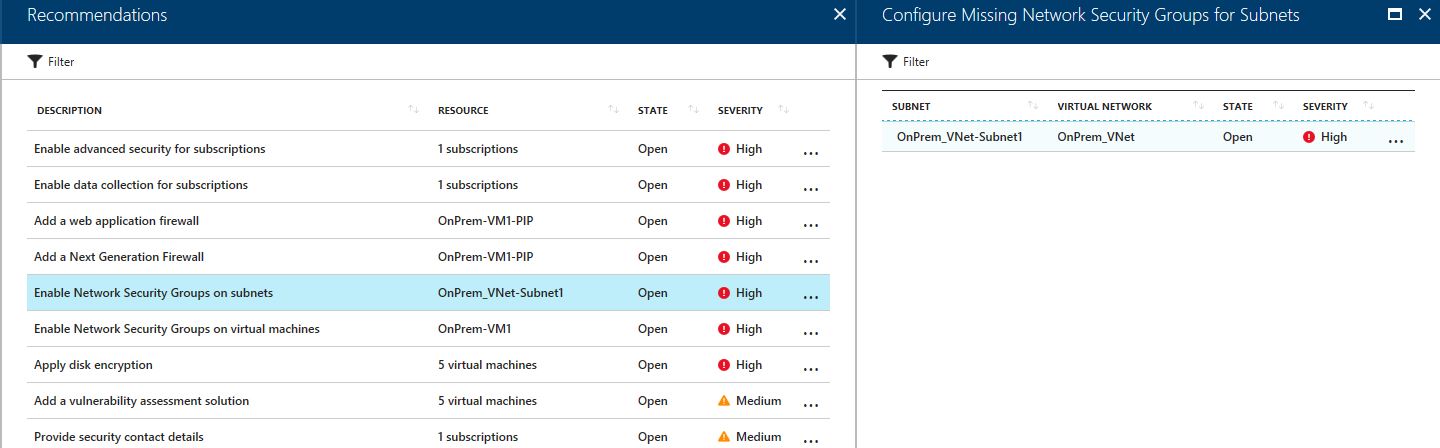 Recommendations
Filter
DESCRIPTION RESOURCE STATE SEVERITY
Enable advanced security for subscriptions 1 subscriptions Open High ...
Enable data collection for subscriptions 1 subscriptions Open High ...
Add a web application firewall OnPrem-VM1-PIP Open High ...
Add a Next Generation Firewall OnPrem-VM1-PIP Open High ...
Enable Network Security Groups on subnets OnPrem_VNet-Subnet1 Open High ...
Enable Network Security Groups on virtual machines OnPrem-VM1 Open High ...
Apply disk encryption 5 virtual machines Open High ...
Add a vulnerability assessment solution 5 virtual machines Open Medium ...
Provide security contact details 1 subscriptions Open Medium ...
Configure Missing Network Security Groups for Subnets
Filter
SUBNET VIRTUAL NETWORK STATE SEVERITY
OnPrem_VNet-Subnet1 OnPrem_VNet Open High ...